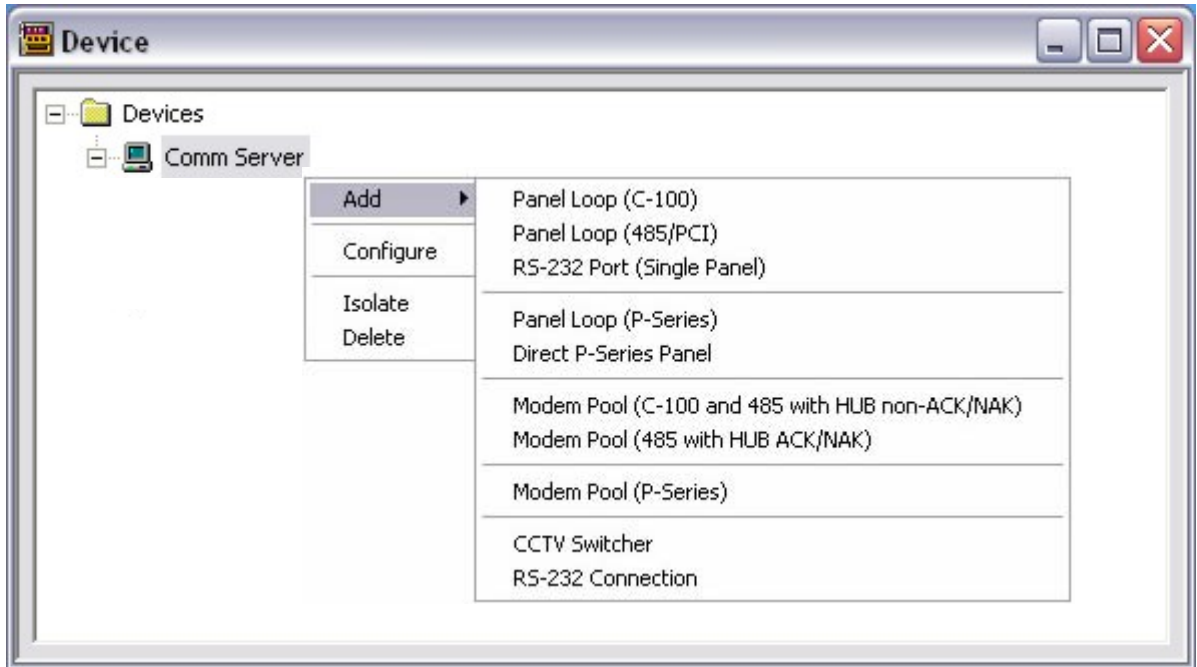 Device
Devices
Comm Server
Add
Configure
Isolate
Delete
Panel Loop (C-100)
Panel Loop (485/PCI)
RS-232 Port (Single Panel)
Panel Loop (P-Series)
Direct P-Series Panel
Modem Pool (C-100 and 485 with HUB non-ACK/NAK)
Modem Pool (485 with HUB ACK/NAK)
Modem Pool (P-Series)
CCTV Switcher
RS-232 Connection